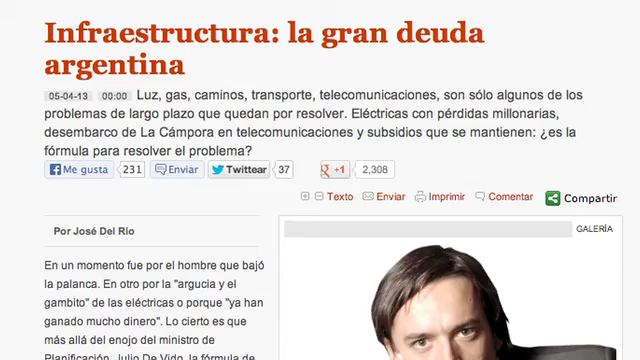 Infraestructura: la gran deuda
argentina
05-04-13 00:00 Luz, gas, caminos, transporte, telecomunicaciones, son sólo algunos de los
problemas de largo plazo que quedan por resolver. Eléctricas con pérdidas millonarias,
desembarco de La Cámpora en telecomunicaciones y subsidios que se mantienen: ¿es la
fórmula para resolver el problema?
Me gusta 231 Enviar Twittear 37 +1 2,308
Texto Enviar Imprimir Comentar Compartir
Por José Del Rio
GALERÍA
En un momento fue por el hombre que bajó
la palanca. En otro por la "argucia y el
gambito" de las eléctricas o porque "ya han
ganado mucho dinero". Lo cierto es que
más allá del enojo del ministro de
Planificación, Julio De Vido, la fórmula de